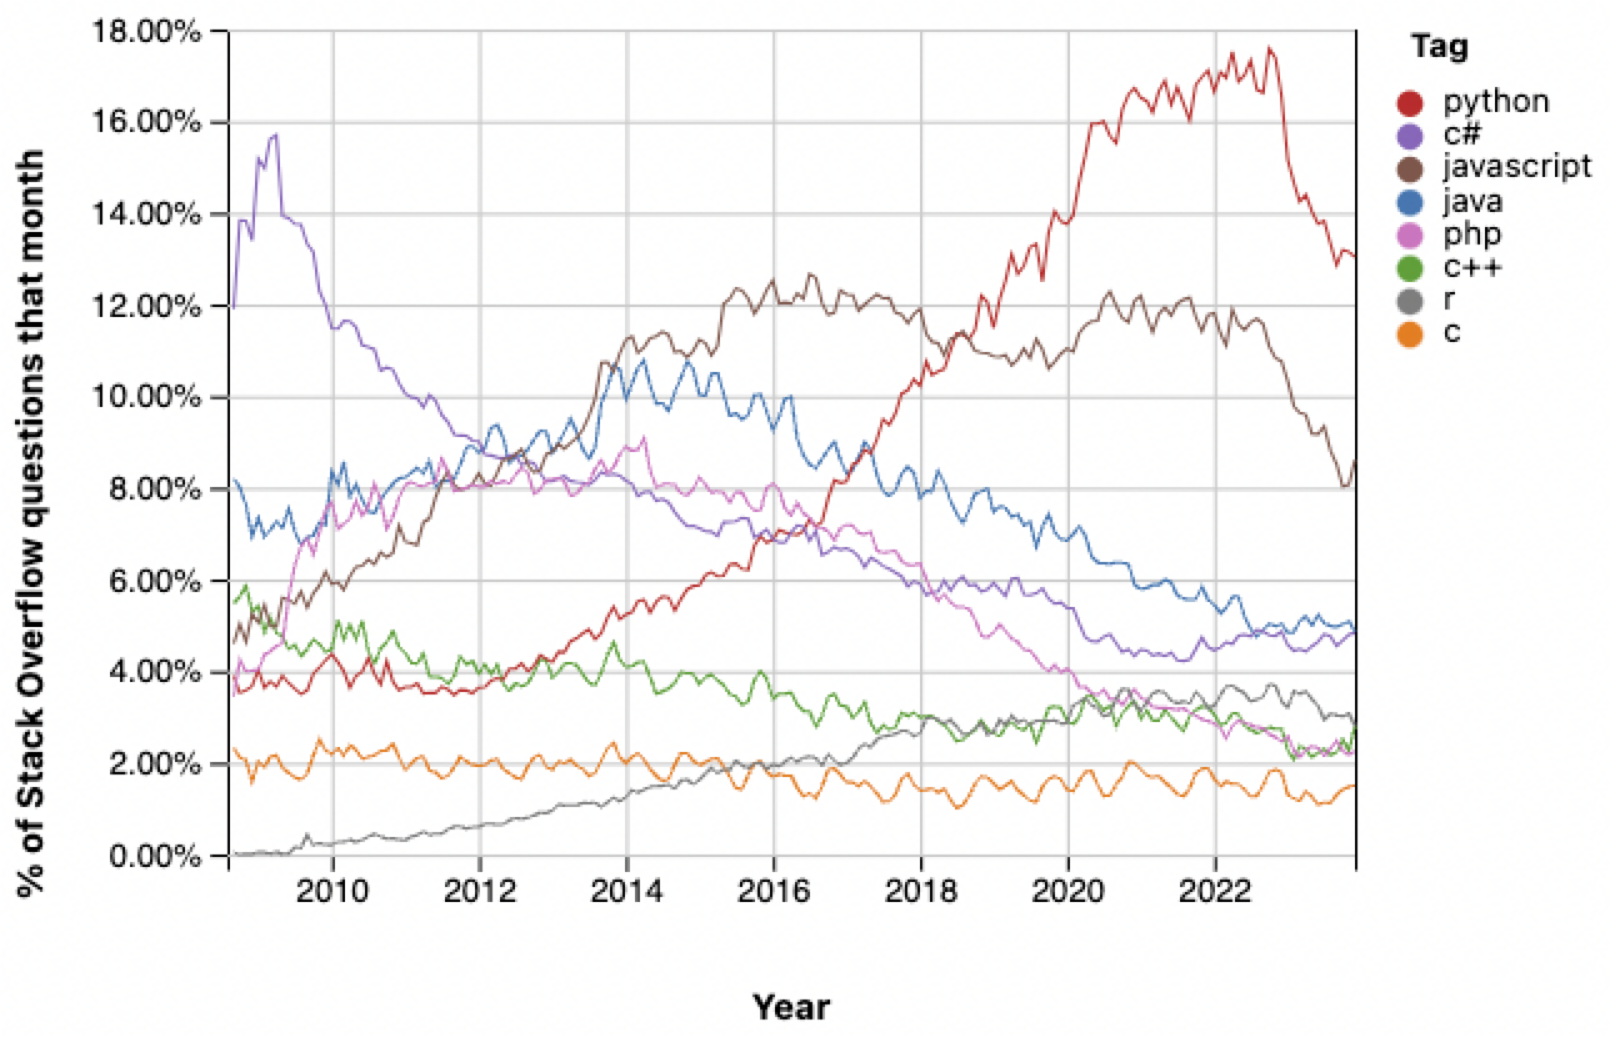 18.00%
16.00%
14.00%
12.00%
10.00%
8.00%
6.00%
4.00%
2.00%
0.00%
% of Stack Overflow questions that month
2010 2012 2014 2016 2018 2020 2022
Year
Tag
python
c#
javascript
java
php
c++
r
c